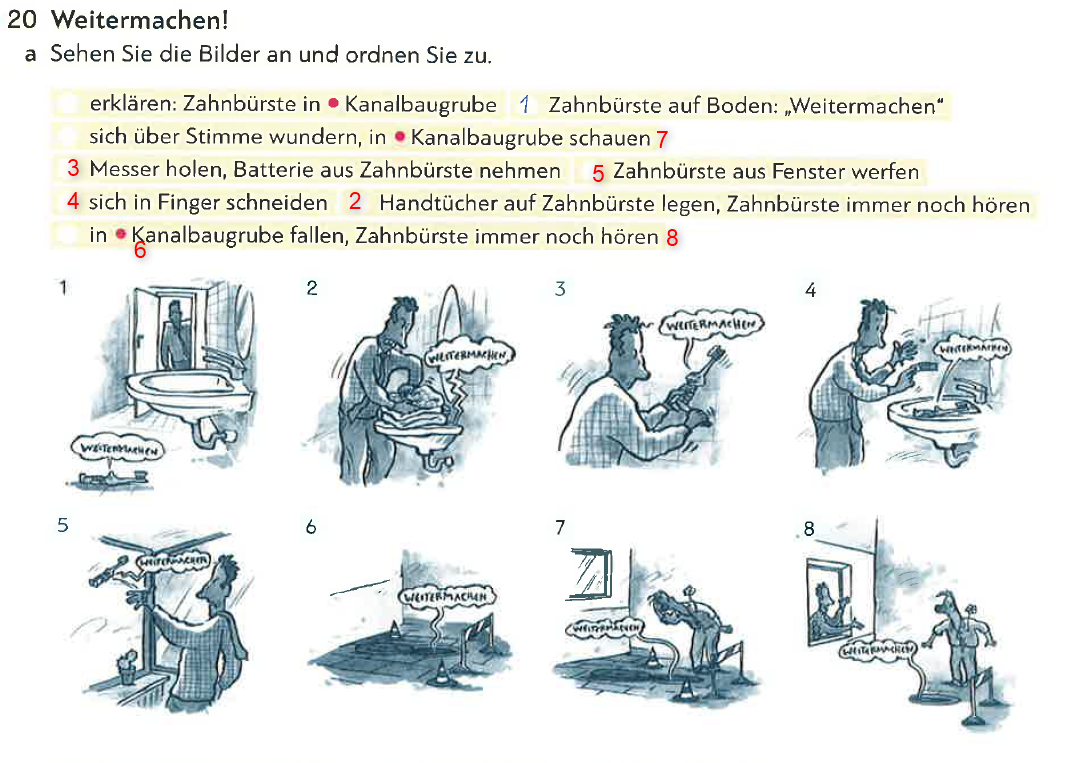 20 Weitermachen!
a Sehen Sie die Bilder an und ordnen Sie zu.
erklären: Zahnbürste in • Kanalbaugrube 1 Zahnbürste auf Boden: „Weitermachen“
sich über Stimme wundern, in • Kanalbaugrube schauen 7
3 Messer holen, Batterie aus Zahnbürste nehmen 5 Zahnbürste aus Fenster werfen
4 sich in Finger schneiden 2 Handtücher auf Zahnbürste legen, Zahnbürste immer noch hören
in • Kanalbaugrube fallen, Zahnbürste immer noch hören 8
6
1 2 3 4
WEITERMACHEN
WEITERMACHEN
WEITERMACHEN
WEITERMACHEN
5 6 7 8
WEITERMACHEN
WEITERMACHEN
WEITERMACHEN
WEITERMACHEN